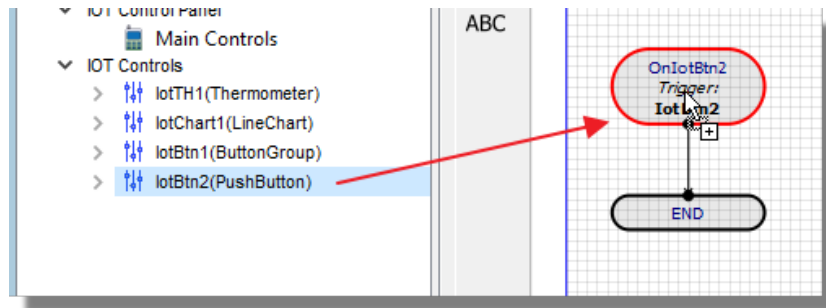 IOT Control Panel
Main Controls
IOT Controls
IotTH1(Thermometer)
IotChart1(LineChart)
IotBtn1(ButtonGroup)
IotBtn2(PushButton)
ABC
OnIotBtn2
Trigger:
IotBtn2
END